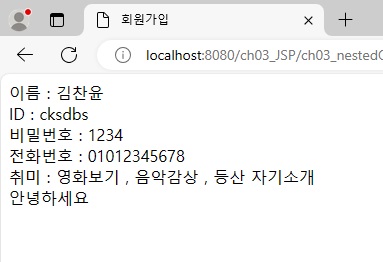 회원가입
localhost:8080/ch03_JSP/ch03_nested
이름 : 김찬윤
ID : cksdbs
비밀번호 : 1234
전화번호 : 01012345678
취미 : 영화보기 , 음악감상 , 등산 자기소개
안녕하세요